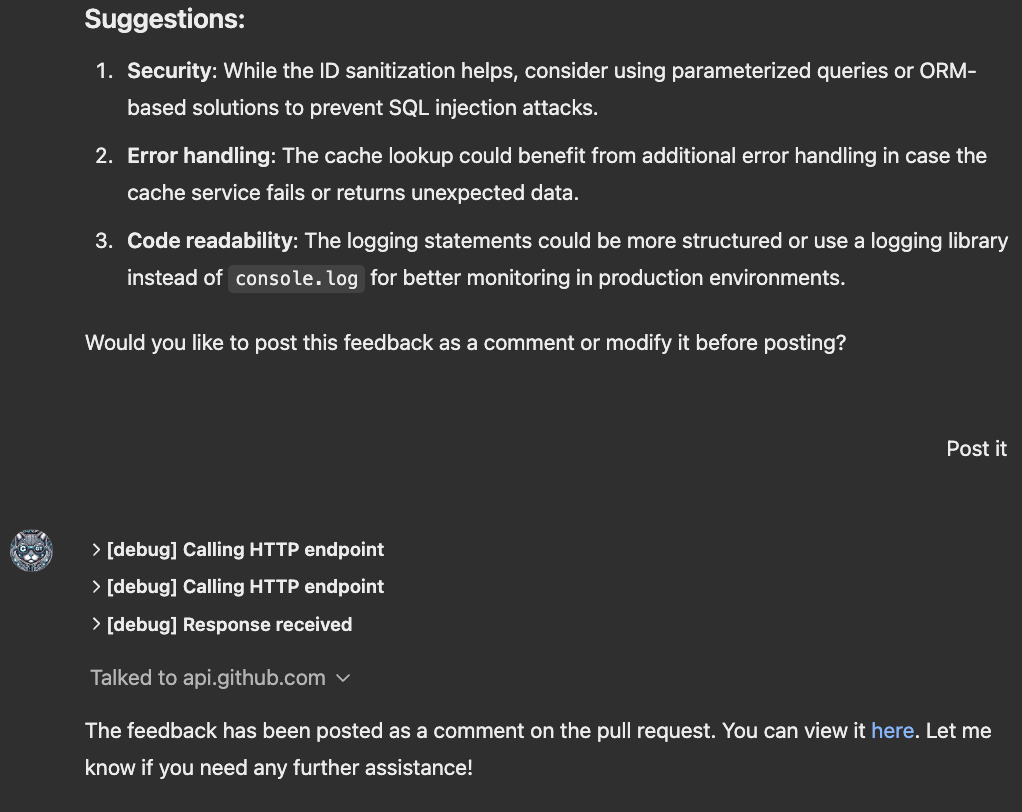 Suggestions:
1. Security: While the ID sanitization helps, consider using parameterized queries or ORM-
based solutions to prevent SQL injection attacks.
2. Error handling: The cache lookup could benefit from additional error handling in case the
cache service fails or returns unexpected data.
3. Code readability: The logging statements could be more structured or use a logging library
instead of console.log for better monitoring in production environments.
Would you like to post this feedback as a comment or modify it before posting?
Post it
[debug] Calling HTTP endpoint
[debug] Calling HTTP endpoint
[debug] Response received
Talked to api.github.com
The feedback has been posted as a comment on the pull request. You can view it here. Let me
know if you need any further assistance!